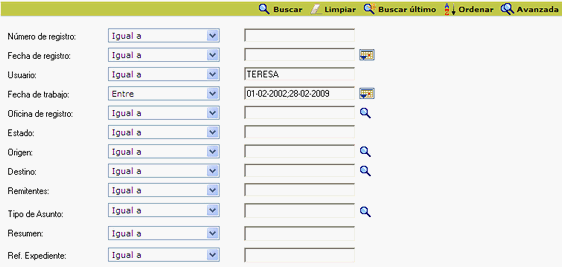 Buscar Limpiar Buscar último Ordenar Avanzada
Número de registro: Igual a
Fecha de registro: Igual a
Usuario: Igual a TERESA
Fecha de trabajo: Entre 01-02-2002;28-02-2009
Oficina de registro: Igual a
Estado: Igual a
Origen: Igual a
Destino: Igual a
Remitentes: Igual a
Tipo de Asunto: Igual a
Resumen: Igual a
Ref. Expediente: Igual a